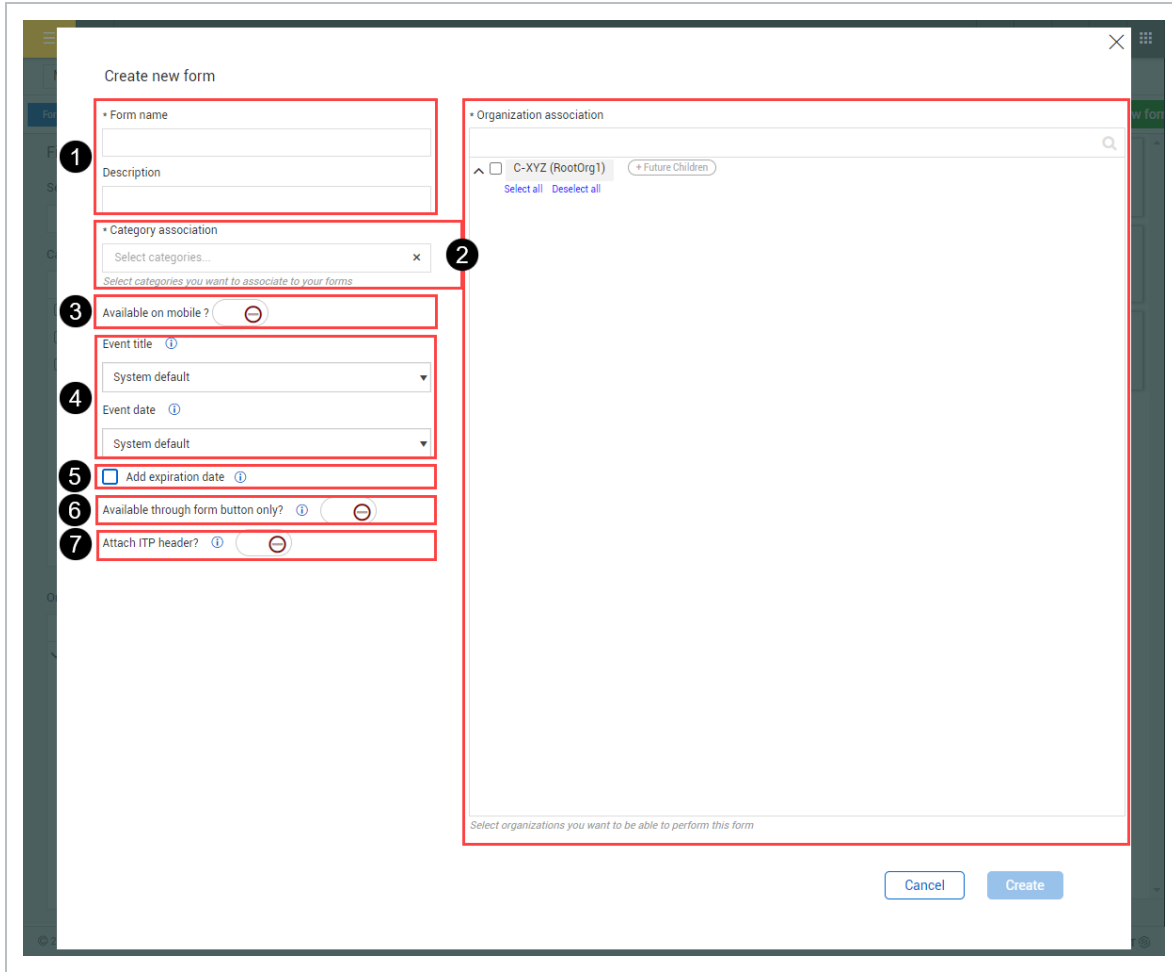 Create new form
* Form name
1
Description
* Category association
Select categories...
2
Select categories you want to associate to your forms
3
Available on mobile ?
Event title
System default
4
Event date
System default
5
Add expiration date
6
Available through form button only?
7
Attach ITP header?
* Organization association
C-XYZ (RootOrg1)
+ Future Children
Select all Deselect all
Select organizations you want to be able to perform this form
Cancel
Create